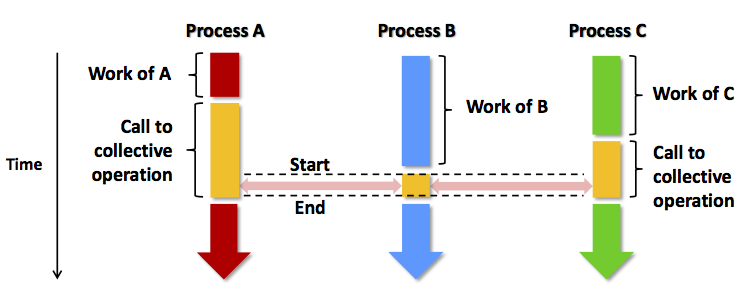 Process A
Process B
Process C
Work of A
Work of B
Work of C
Call to
collective
operation
Time
Start
End
Call to
collective
operation